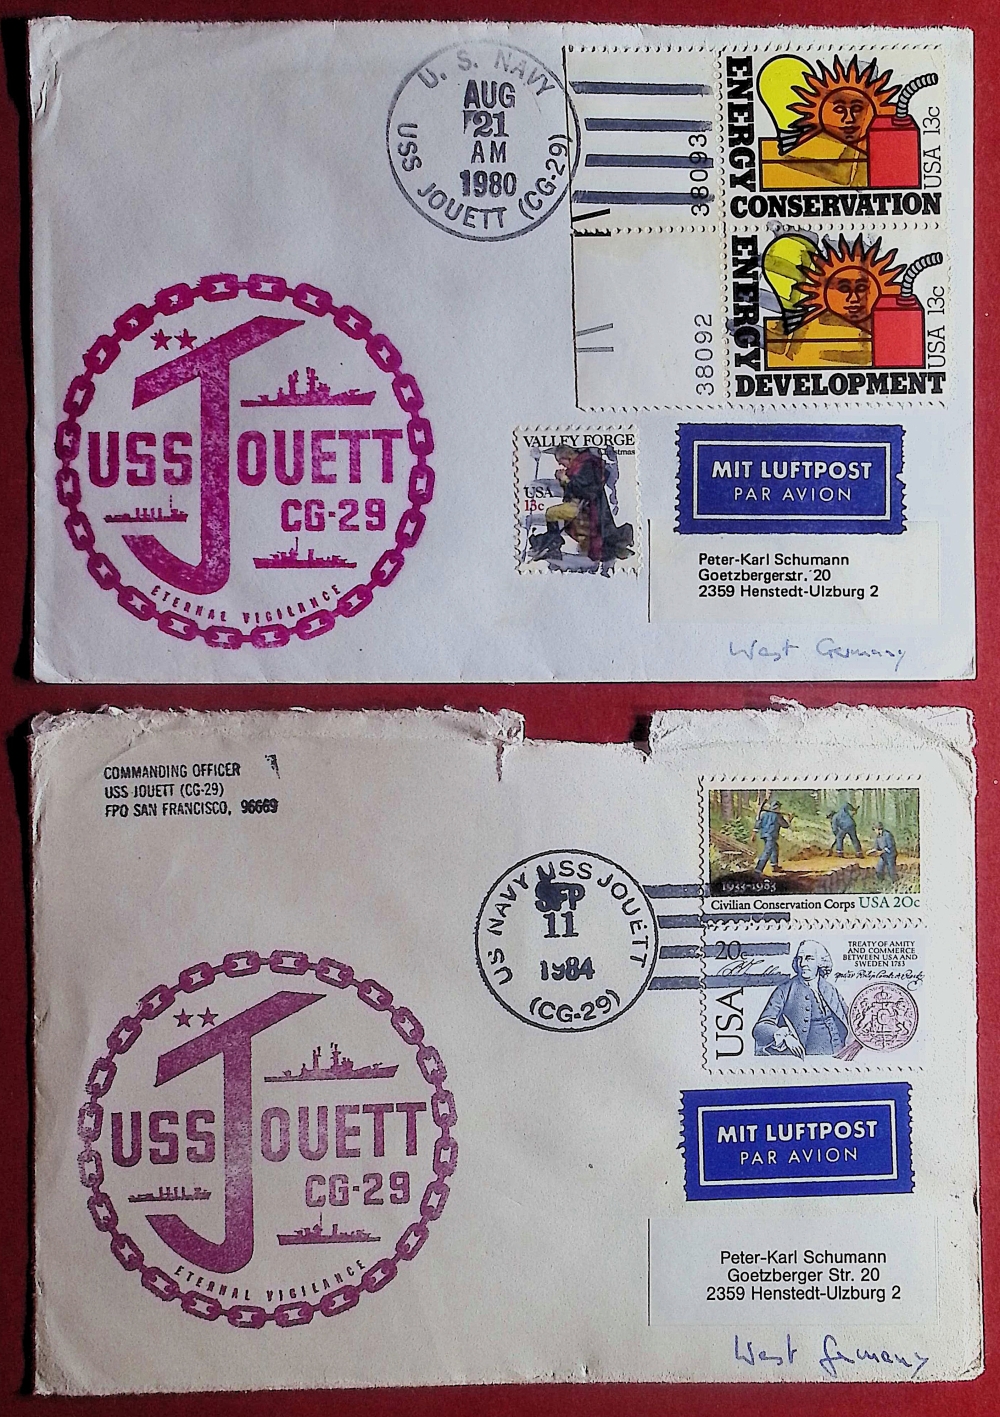 U. S. NAVY
AUG
21
AM
1980
USS JOUETT (CG-29)
38093
ENERGY
CONSERVATION
USA 13c
38092
ENERGY
DEVELOPMENT
USA 13c
USS JOUETT
CG-29
ETERNAL VIGILANCE
VALLEY FORGE
Christmas
USA
13c
MIT LUFTPOST
PAR AVION
Peter-Karl Schumann
Goetzbergerstr. 20
2359 Henstedt-Ulzburg 2
West Germany
COMMANDING OFFICER
USS JOUETT (CG-29)
FPO SAN FRANCISCO, 96669
US NAVY USS JOUETT
SEP
11
1984
(CG-29)
1933-1983
Civilian Conservation Corps USA 20c
20c
TREATY OF AMITY
AND COMMERCE
BETWEEN USA AND
SWEDEN 1783
USA
USS JOUETT
CG-29
ETERNAL VIGILANCE
MIT LUFTPOST
PAR AVION
Peter-Karl Schumann
Goetzberger Str. 20
2359 Henstedt-Ulzburg 2
West Germany